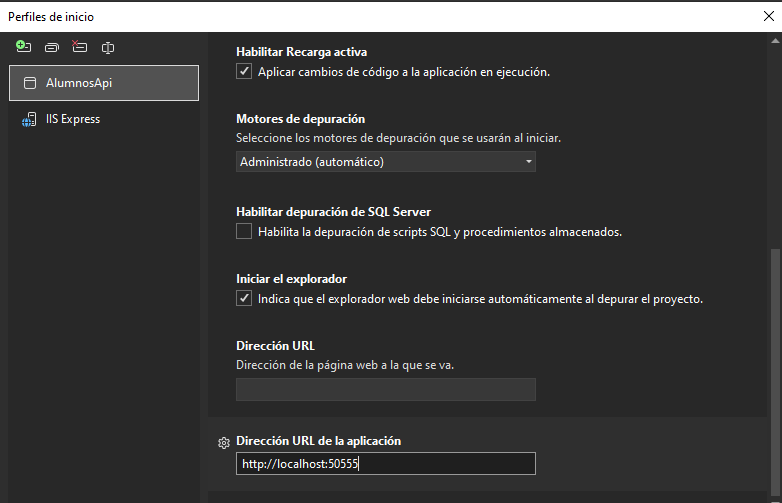 Perfiles de inicio
AlumnosApi
IIS Express
Habilitar Recarga activa
Aplicar cambios de código a la aplicación en ejecución.
Motores de depuración
Seleccione los motores de depuración que se usarán al iniciar.
Administrado (automático)
Habilitar depuración de SQL Server
Habilita la depuración de scripts SQL y procedimientos almacenados.
Iniciar el explorador
Indica que el explorador web debe iniciarse automáticamente al depurar el proyecto.
Dirección URL
Dirección de la página web a la que se va.
Dirección URL de la aplicación
http://localhost:50555